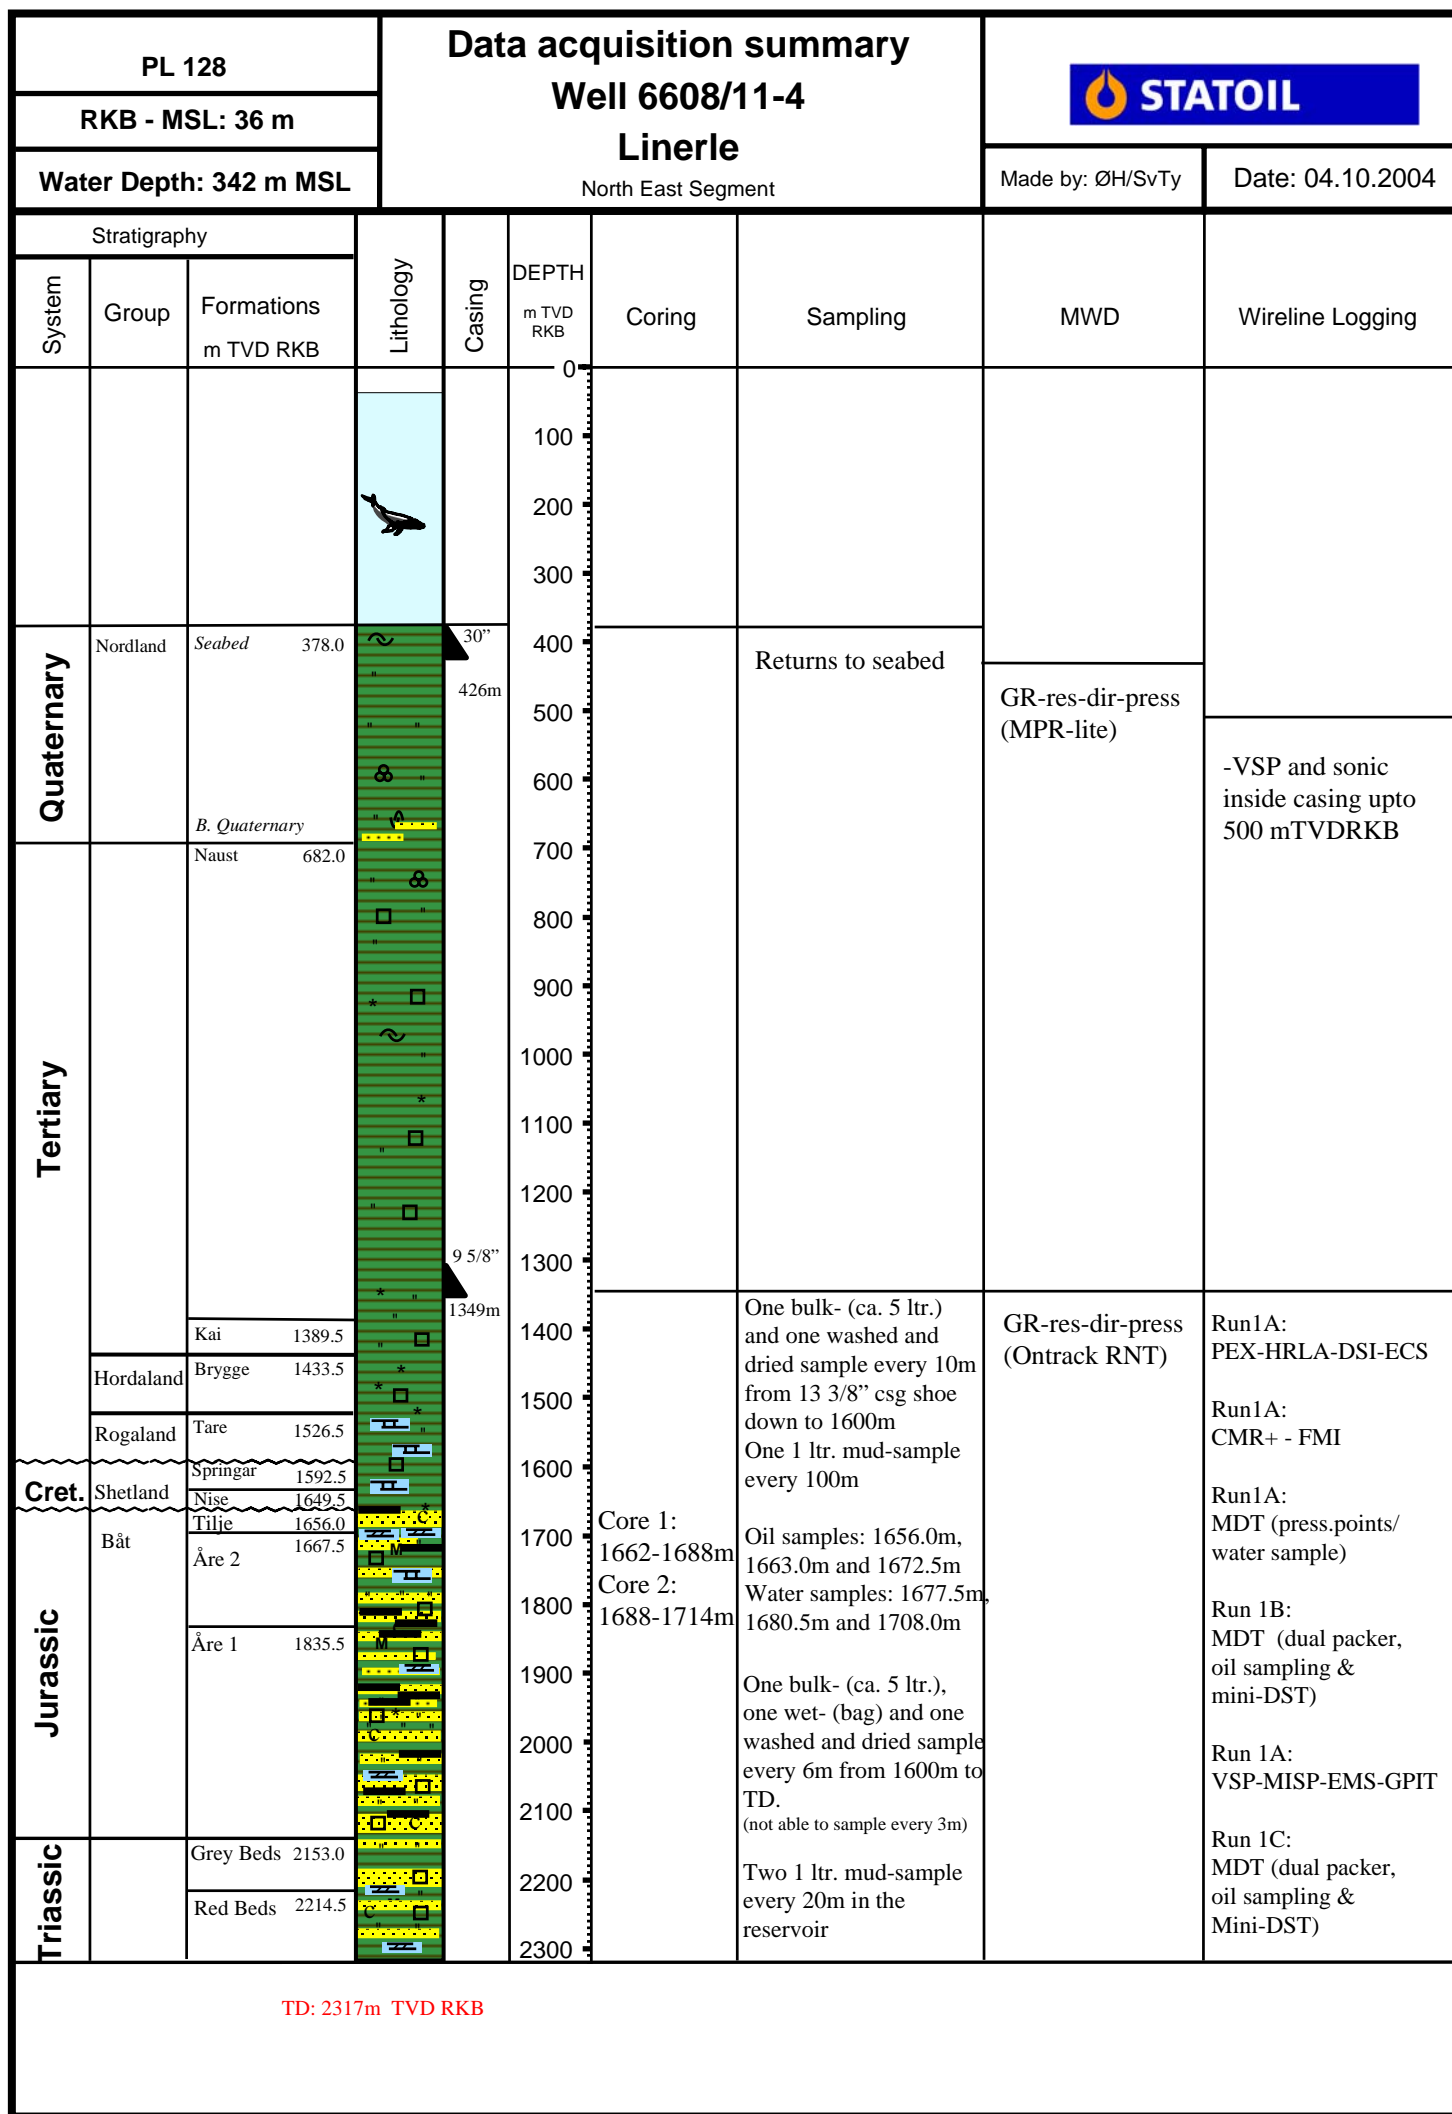 PL 128
RKB - MSL: 36 m
Water Depth: 342 m MSL
Data acquisition summary
Well 6608/11-4
Linerle
North East Segment
STATOIL
Made by: ØH/SvTy
Date: 04.10.2004
Stratigraphy
System
Group
Formations
m TVD RKB
Lithology
Casing
DEPTH
m TVD
RKB
Coring
Sampling
MWD
Wireline Logging
0
100
200
300
400
500
600
700
800
900
1000
1100
1200
1300
1400
1500
1600
1700
1800
1900
2000
2100
2200
2300
Quaternary
Tertiary
Cret.
Jurassic
Triassic
Nordland
Hordaland
Rogaland
Shetland
Båt
Seabed 378.0
B. Quaternary
Naust 682.0
Kai 1389.5
Brygge 1433.5
Tare 1526.5
Springar 1592.5
Nise 1649.5
Tilje 1656.0
Åre 2 1667.5
Åre 1 1835.5
Grey Beds 2153.0
Red Beds 2214.5
C
M
M
C
C
C
30”
426m
9 5/8”
1349m
Core 1:
1662-1688m
Core 2:
1688-1714m
Returns to seabed
One bulk- (ca. 5 ltr.)
and one washed and
dried sample every 10m
from 13 3/8” csg shoe
down to 1600m
One 1 ltr. mud-sample
every 100m
Oil samples: 1656.0m,
1663.0m and 1672.5m
Water samples: 1677.5m,
1680.5m and 1708.0m
One bulk- (ca. 5 ltr.),
one wet- (bag) and one
washed and dried sample
every 6m from 1600m to
TD.
(not able to sample every 3m)
Two 1 ltr. mud-sample
every 20m in the
reservoir
GR-res-dir-press
(MPR-lite)
GR-res-dir-press
(Ontrack RNT)
-VSP and sonic
inside casing upto
500 mTVDRKB
Run1A:
PEX-HRLA-DSI-ECS
Run1A:
CMR+ - FMI
Run1A:
MDT (press.points/
water sample)
Run 1B:
MDT (dual packer,
oil sampling &
mini-DST)
Run 1A:
VSP-MISP-EMS-GPIT
Run 1C:
MDT (dual packer,
oil sampling &
Mini-DST)
TD: 2317m TVD RKB